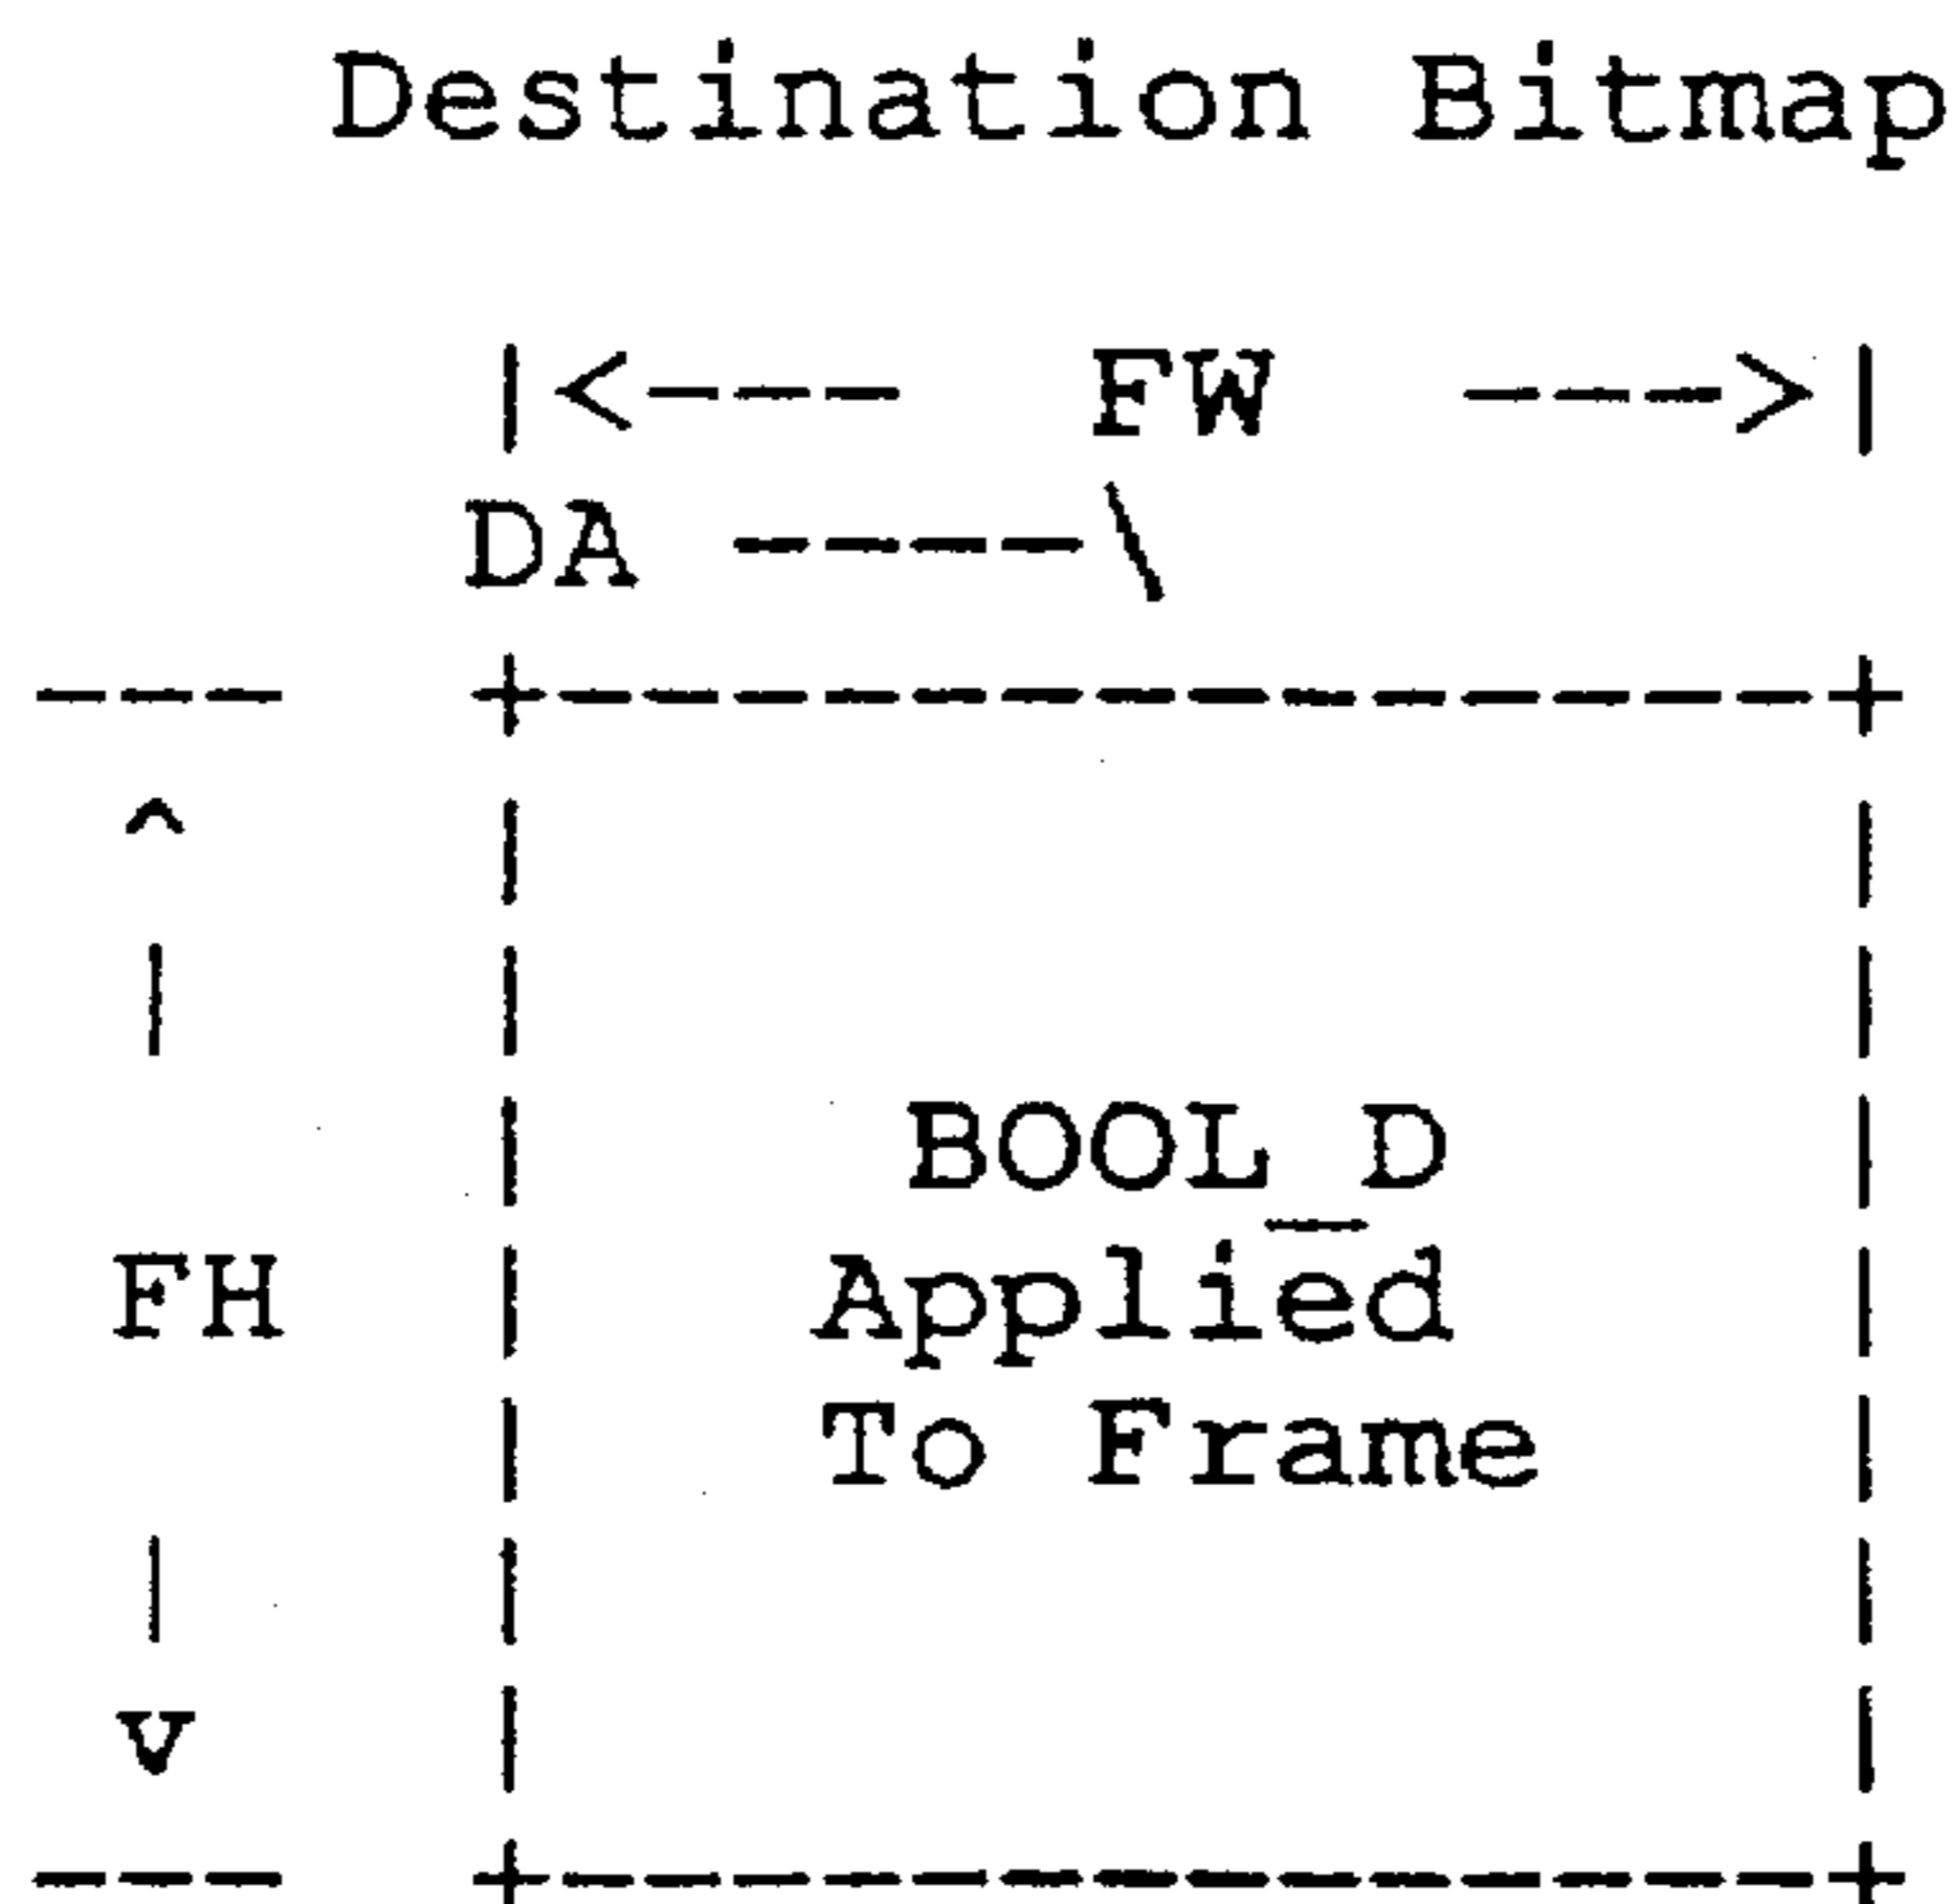 Destination Bitmap
|<--- FW --->|
DA ----\
--- +--------------+
^ | |
| | |
| BOOL_D |
FH | Applied |
| To Frame |
| | |
v | |
--- +--------------+